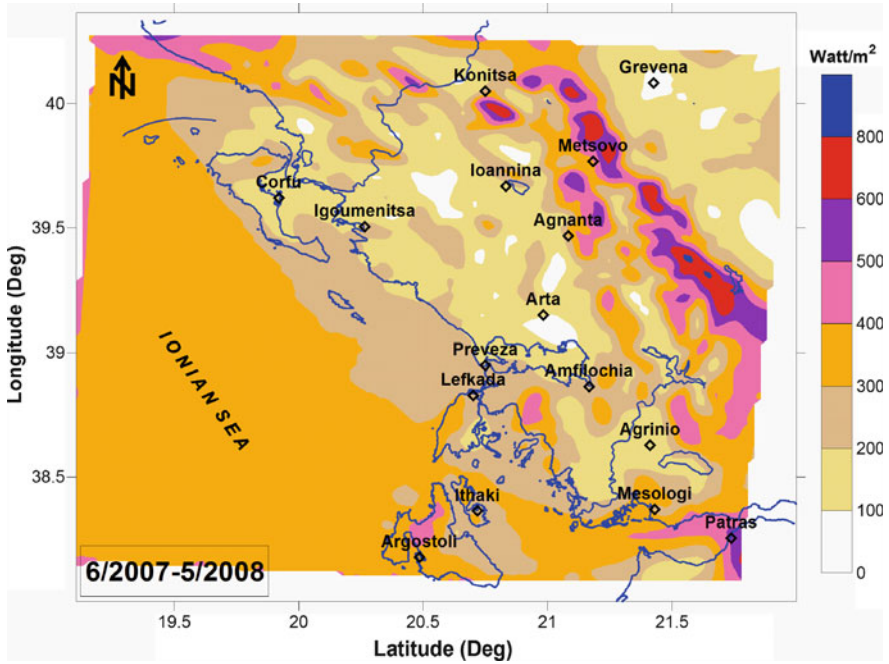 Watt/m²
N
Konitsa
Grevena
40
800
Metsovo
Ioannina
600
Corfu
39.5
Igoumenitsa
Agnanta
500
Longitude (Deg)
Arta
400
IONIAN SEA
39
Preveza
Amfilochia
300
Lefkada
Agrinio
200
38.5
Ithaki
Mesologi
100
Patras
Argostoli
6/2007-5/2008
0
19.5
20
20.5
21
21.5
Latitude (Deg)